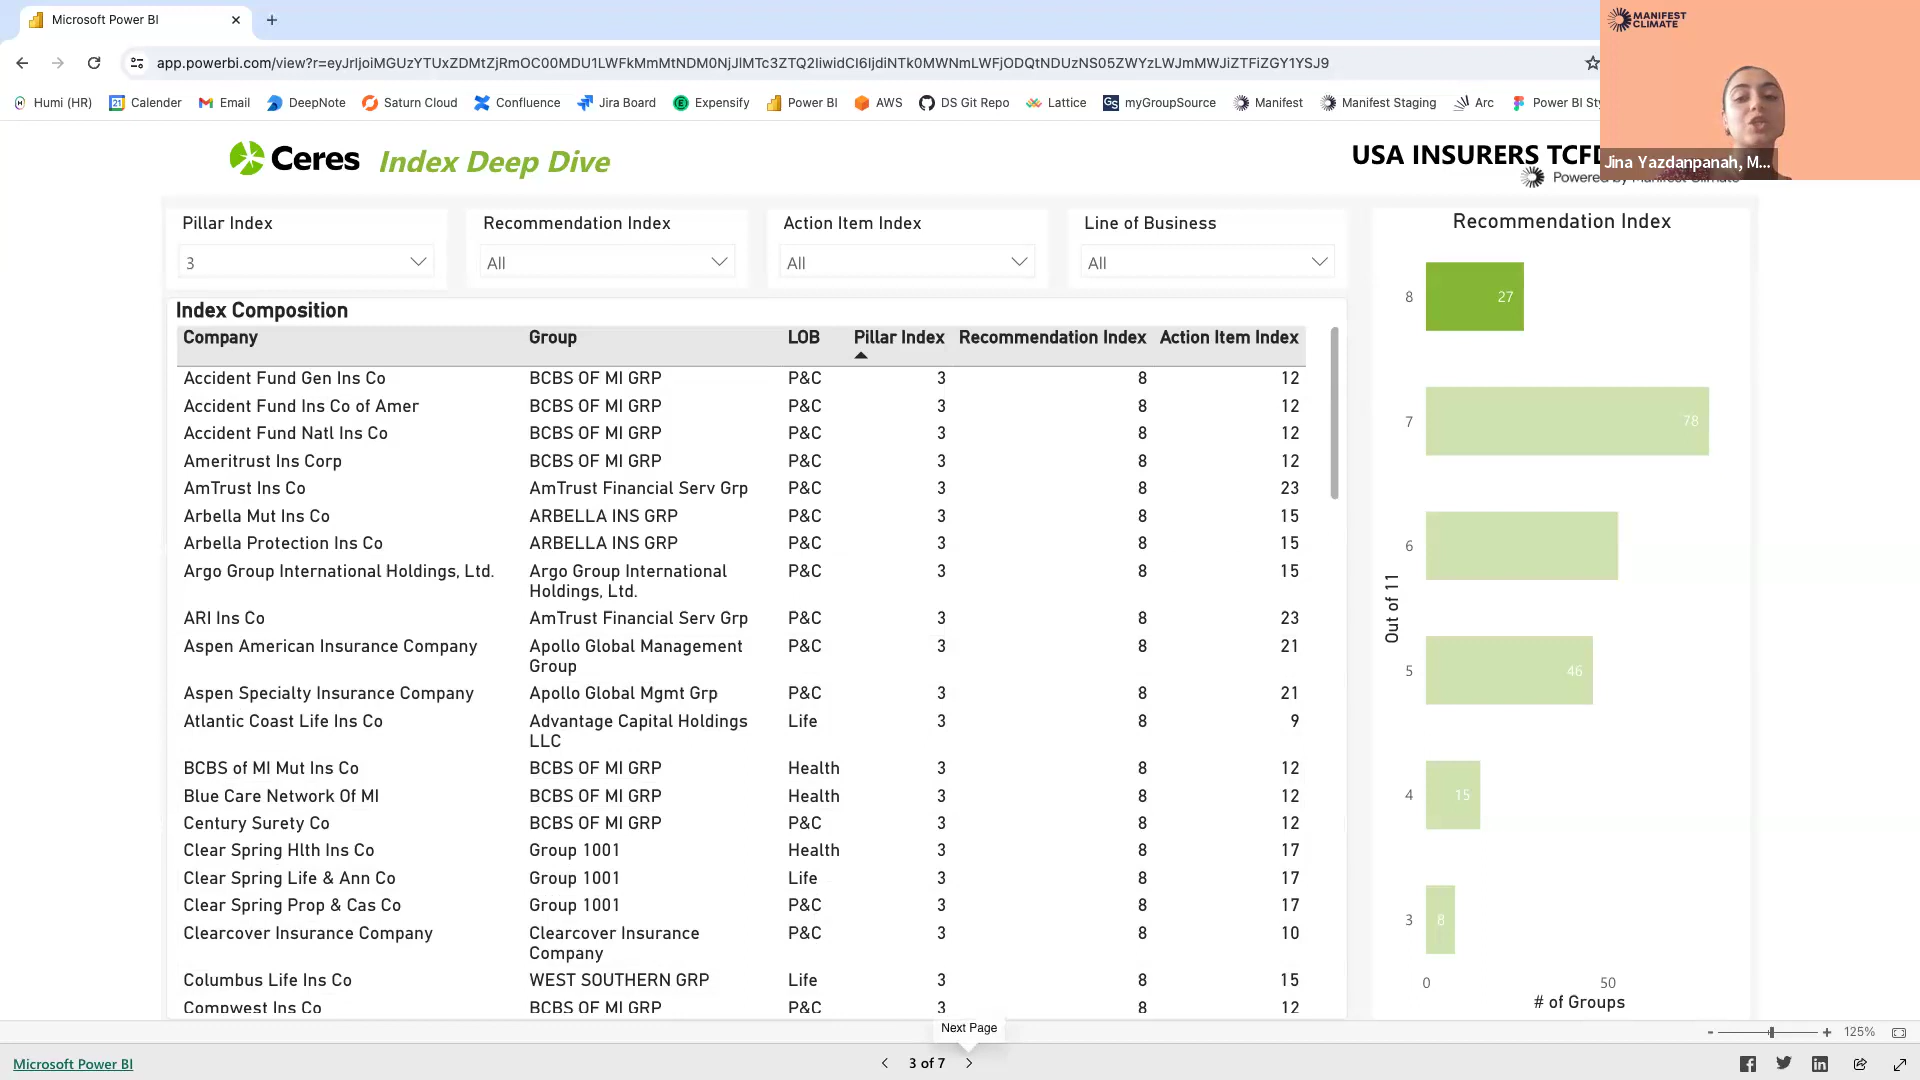 Microsoft Power BI
app.powerbi.com/view?r=eyJrIjoiMGUzYTUxZDMtZjRmOC00MDU1LWFkMmMtNDM0NjJlMTc3ZTQ2IiwidCI6IjdiNTk0MWNmLWFjODQtNDUzNS05ZWYzLWJmMWJiZTFiZGY1YSJ9
Humi (HR) Calendar Email DeepNote Saturn Cloud Confluence Jira Board Expensify Power BI AWS DS Git Repo Lattice myGroupSource Manifest Manifest Staging Arc Power BI Sty
MANIFEST
CLIMATE
Jina Yazdanpanah, M...
Ceres Index Deep Dive
USA INSURERS TCFD
Powered by Manifest Climate
Pillar Index Recommendation Index Action Item Index Line of Business
3 All All All
Index Composition
Company Group LOB Pillar Index Recommendation Index Action Item Index
Accident Fund Gen Ins Co BCBS OF MI GRP P&C 3 8 12
Accident Fund Ins Co of Amer BCBS OF MI GRP P&C 3 8 12
Accident Fund Natl Ins Co BCBS OF MI GRP P&C 3 8 12
Ameritrust Ins Corp BCBS OF MI GRP P&C 3 8 12
AmTrust Ins Co AmTrust Financial Serv Grp P&C 3 8 23
Arbella Mut Ins Co ARBELLA INS GRP P&C 3 8 15
Arbella Protection Ins Co ARBELLA INS GRP P&C 3 8 15
Argo Group International Holdings, Ltd. Argo Group International P&C 3 8 15
Holdings, Ltd.
ARI Ins Co AmTrust Financial Serv Grp P&C 3 8 23
Aspen American Insurance Company Apollo Global Management P&C 3 8 21
Group
Aspen Specialty Insurance Company Apollo Global Mgmt Grp P&C 3 8 21
Atlantic Coast Life Ins Co Advantage Capital Holdings Life 3 8 9
LLC
BCBS of MI Mut Ins Co BCBS OF MI GRP Health 3 8 12
Blue Care Network Of MI BCBS OF MI GRP Health 3 8 12
Century Surety Co BCBS OF MI GRP P&C 3 8 12
Clear Spring Hlth Ins Co Group 1001 Health 3 8 17
Clear Spring Life & Ann Co Group 1001 Life 3 8 17
Clear Spring Prop & Cas Co Group 1001 P&C 3 8 17
Clearcover Insurance Company Clearcover Insurance P&C 3 8 10
Company
Columbus Life Ins Co WEST SOUTHERN GRP Life 3 8 15
Compwest Ins Co BCBS OF MI GRP P&C 3 8 12
Recommendation Index
8 27
7 78
6
5 46
4 15
3 8
Out of 11
0 50
# of Groups
Next Page
- + 125%
Microsoft Power BI
3 of 7